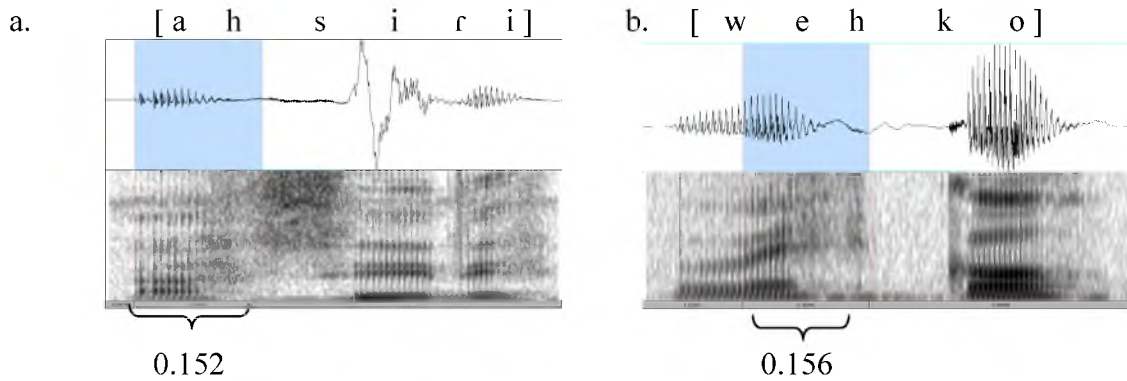 a. [ a h s i ɾ i ]
b. [ w e h k o ]
0.152
0.156